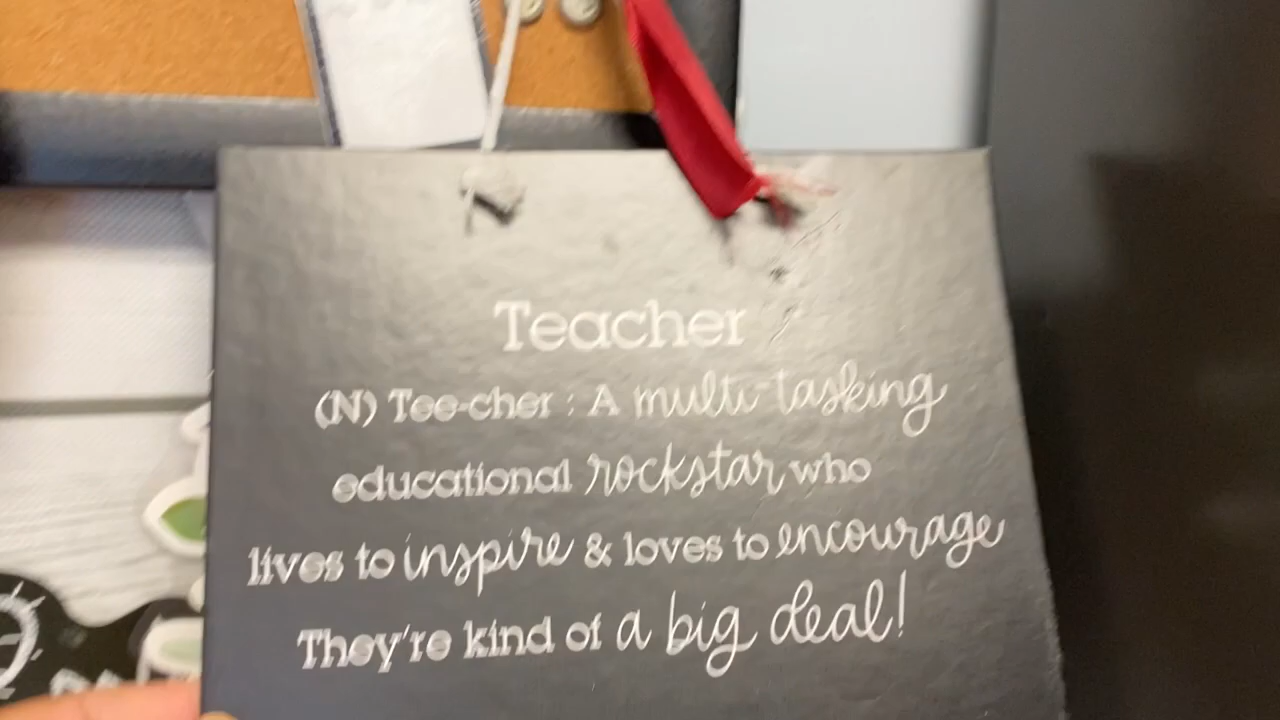 Teacher
(N) Tee-cher : A multi-tasking
educational rockstar who
lives to inspire & loves to encourage
They're kind of a big deal!